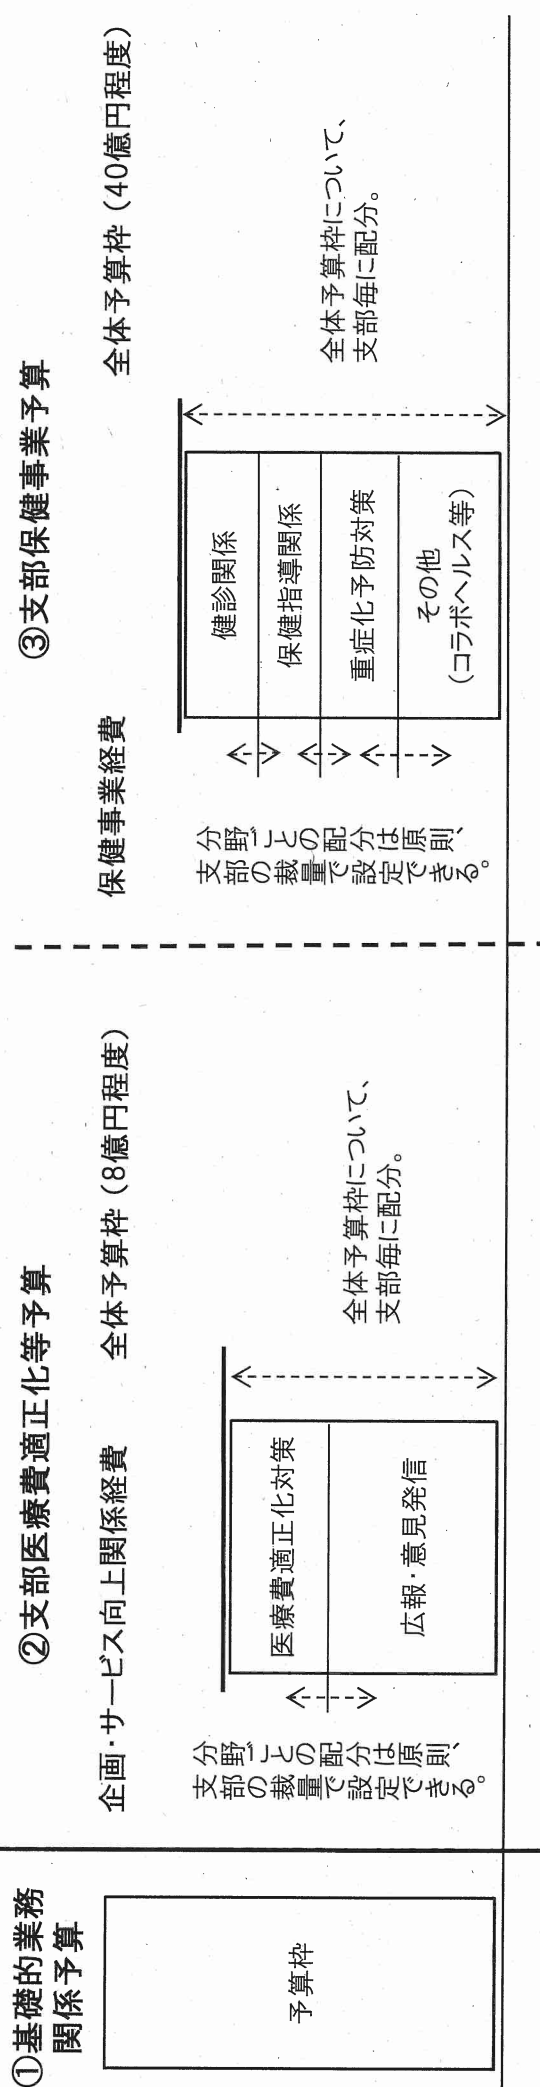 ①基礎的業務
関係予算
予算枠
②支部医療費適正化等予算
企画・サービス向上関係経費
全体予算枠（8億円程度）
分野ごとの配分は原則、
支部の裁量で設定できる。
医療費適正化対策
広報・意見発信
全体予算枠について、
支部毎に配分。
③支部保健事業予算
保健事業経費
全体予算枠（40億円程度）
分野ごとの配分は原則、
支部の裁量で設定できる。
健診関係
保健指導関係
重症化予防対策
その他
（コラボヘルス等）
全体予算枠について、
支部毎に配分。